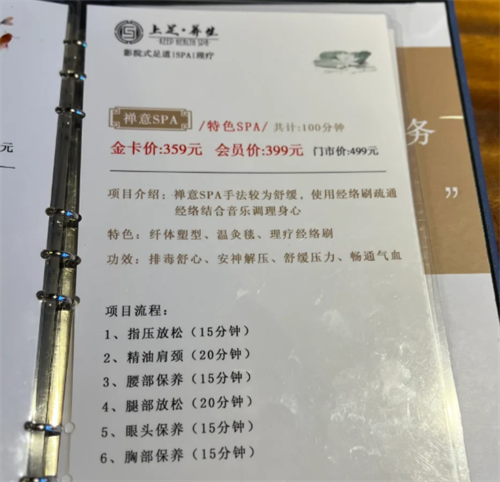 上足·养生
KEEP HEALTH SPA
影院式足道|SPA|理疗
禅意SPA /特色SPA/ 共计:100分钟
金卡价:359元 会员价:399元 门市价:499元
项目介绍:禅意SPA手法较为舒缓，使用经络刷疏通
经络结合音乐调理身心
特色:纤体塑型、温灸毯、理疗经络刷
功效:排毒舒心、安神解压、舒缓压力、畅通气血
项目流程:
1、指压放松（15分钟）
2、精油肩颈（20分钟）
3、腰部保养（15分钟）
4、腿部放松（20分钟）
5、眼头保养（15分钟）
6、胸部保养（15分钟）
元
元
务
”